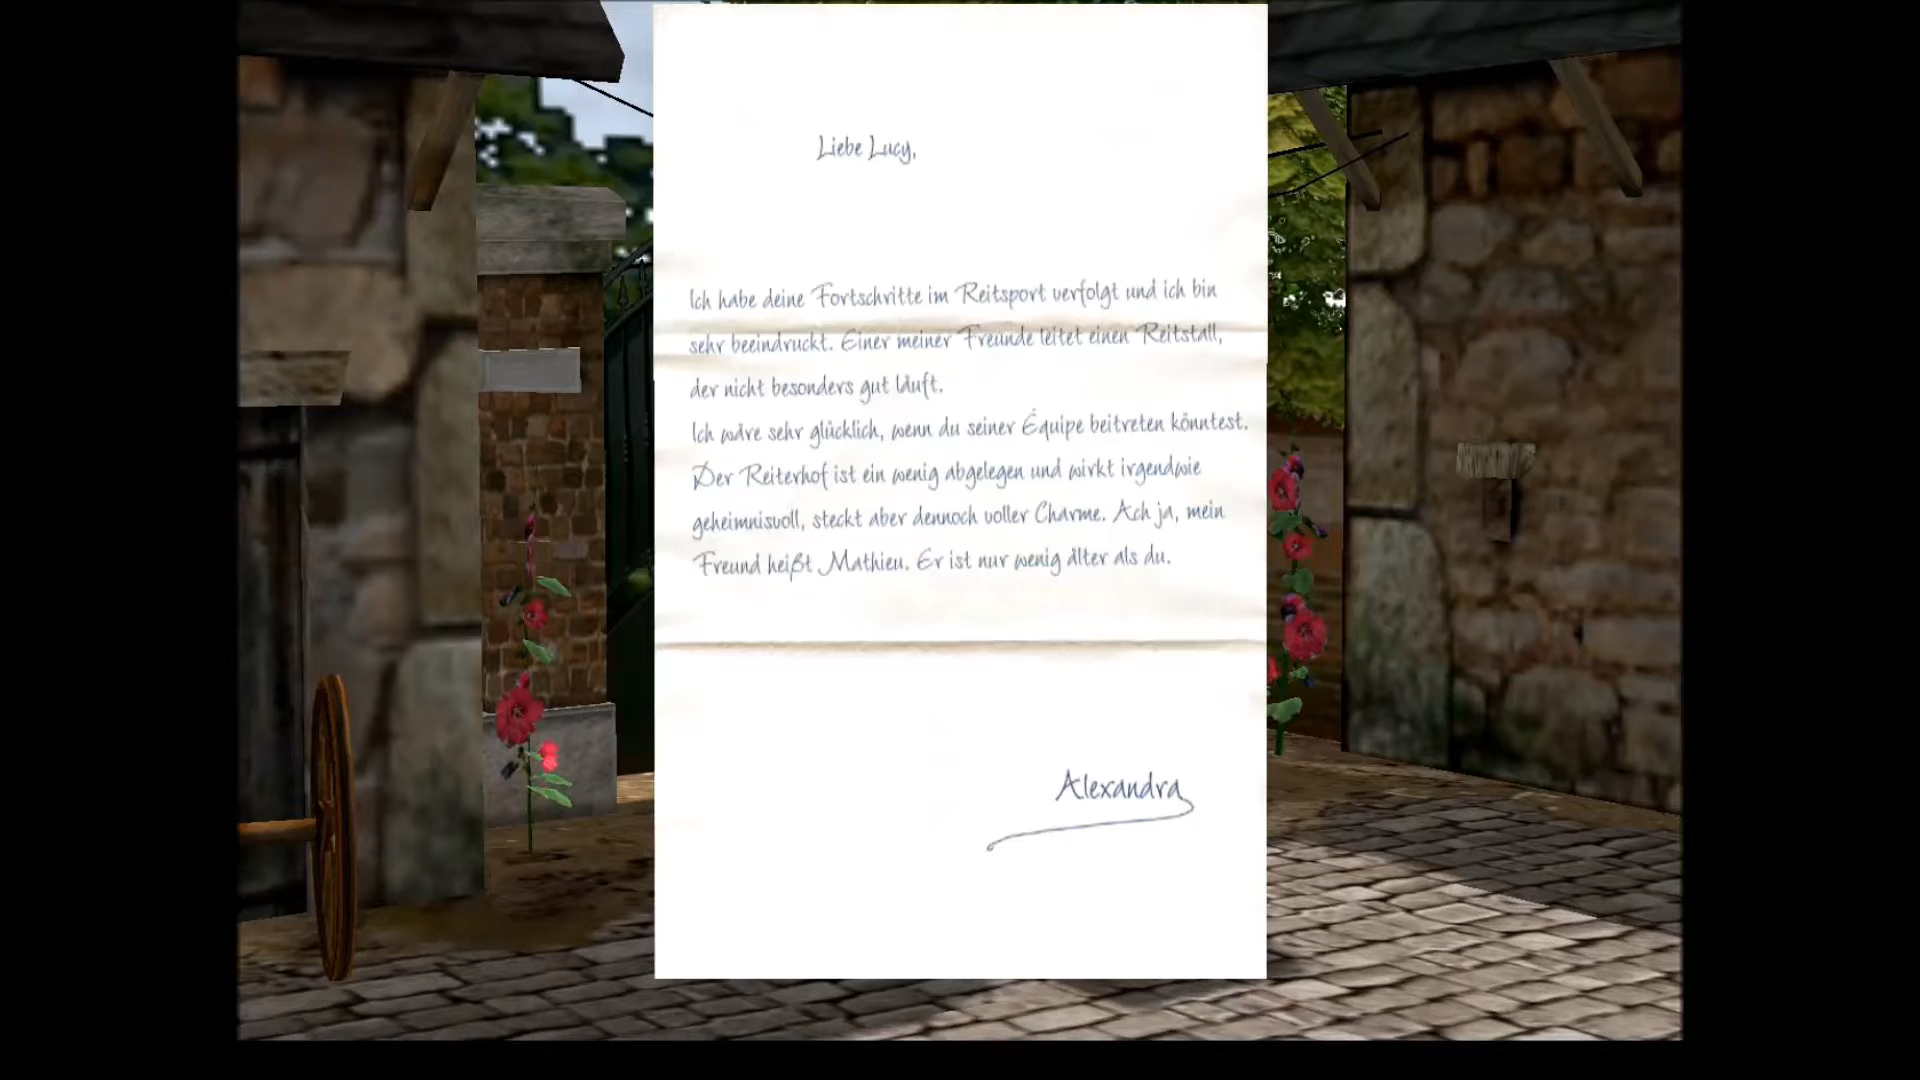 Liebe Lucy,
Ich habe deine Fortschritte im Reitsport verfolgt und ich bin
sehr beeindruckt. Einer meiner Freunde leitet einen Reitstall,
der nicht besonders gut läuft.
Ich wäre sehr glücklich, wenn du seiner Équipe beitreten könntest.
Der Reiterhof ist ein wenig abgelegen und wirkt irgendwie
geheimnisvoll, steckt aber dennoch voller Charme. Ach ja, mein
Freund heißt Mathieu. Er ist nur wenig älter als du.
Alexandra